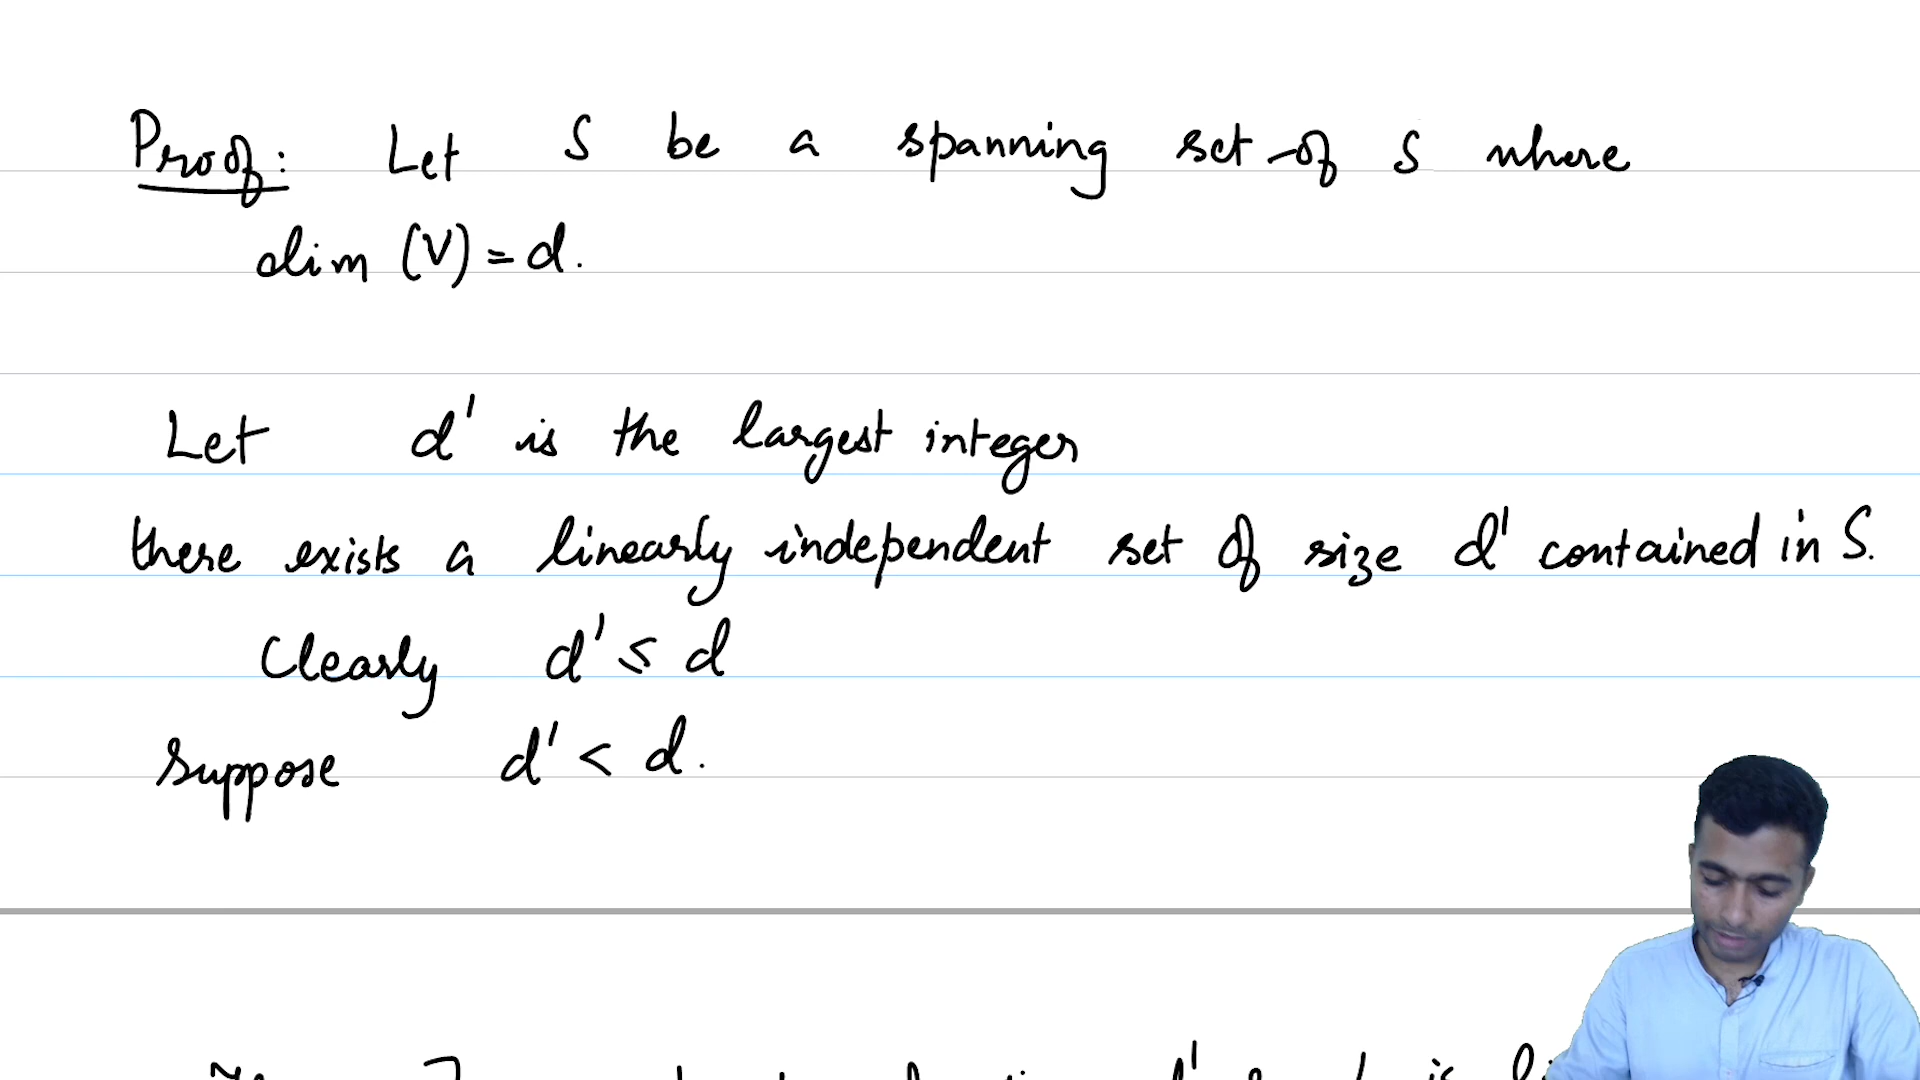 Proof: Let S be a spanning set of S where
dim (V) = d.
Let d' is the largest integer
there exists a linearly independent set of size d' contained in S.
Clearly d' ≤ d
Suppose d' < d.